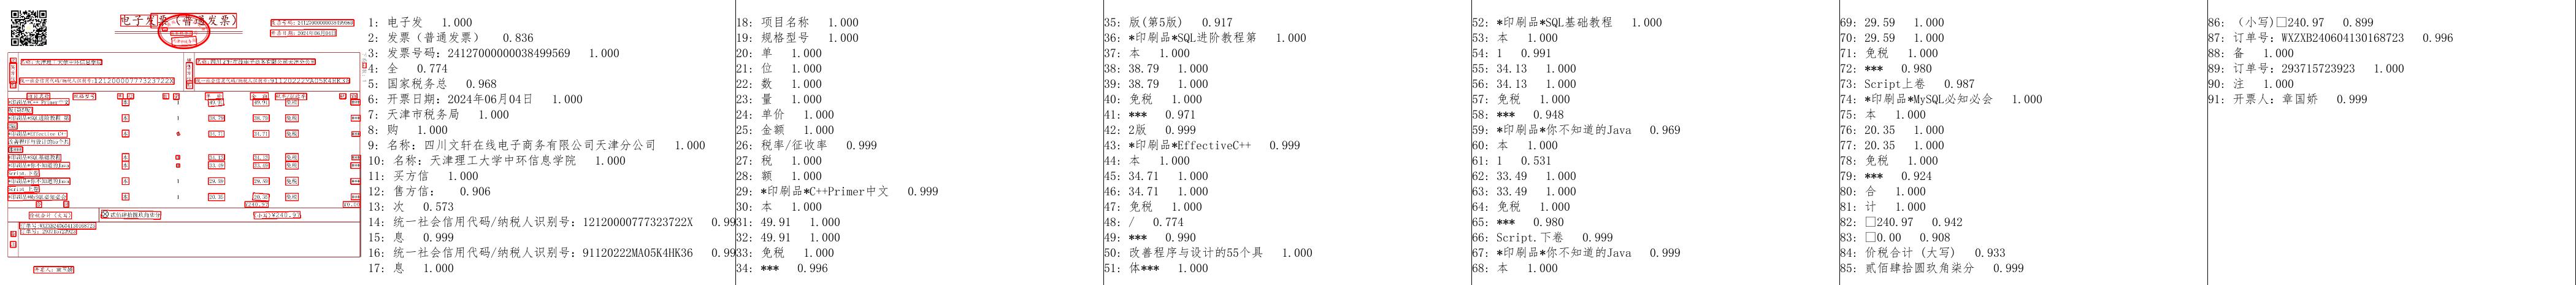 电子发票（普通发票）
1: 电子发 1.000
2: 发票（普通发票） 0.836
3: 发票号码: 24127000000038499569 1.000
4: 全 0.774
5: 国家税务总 0.968
6: 开票日期: 2024年06月04日 1.000
7: 天津市税务局 1.000
8: 购 1.000
9: 名称: 四川文轩在线电子商务有限公司天津分公司 1.000
10: 名称: 天津理工大学中环信息学院 1.000
11: 买方信 1.000
12: 售方信: 0.906
13: 次 0.573
14: 统一社会信用代码/纳税人识别号: 12120000777323722X 0.993
15: 息 0.999
16: 统一社会信用代码/纳税人识别号: 91120222MA05K4HK36 0.993
17: 息 1.000
18: 项目名称 1.000
19: 规格型号 1.000
20: 单 1.000
21: 位 1.000
22: 数 1.000
23: 量 1.000
24: 单价 1.000
25: 金额 1.000
26: 税率/征收率 0.999
27: 税 1.000
28: 额 1.000
29: *印刷品*C++Primer中文 0.999
30: 本 1.000
31: 49.91 1.000
32: 49.91 1.000
33: 免税 1.000
34: *** 0.996
35: 版(第5版) 0.917
36: *印刷品*SQL进阶教程第 1.000
37: 本 1.000
38: 38.79 1.000
39: 38.79 1.000
40: 免税 1.000
41: *** 0.971
42: 2版 0.999
43: *印刷品*EffectiveC++ 0.999
44: 本 1.000
45: 34.71 1.000
46: 34.71 1.000
47: 免税 1.000
48: / 0.774
49: *** 0.990
50: 改善程序与设计的55个具 1.000
51: 体*** 1.000
52: *印刷品*SQL基础教程 1.000
53: 本 1.000
54: 1 0.991
55: 34.13 1.000
56: 34.13 1.000
57: 免税 1.000
58: *** 0.948
59: *印刷品*你不知道的Java 0.969
60: 本 1.000
61: 1 0.531
62: 33.49 1.000
63: 33.49 1.000
64: 免税 1.000
65: *** 0.980
66: Script.下卷 0.999
67: *印刷品*你不知道的Java 0.999
68: 本 1.000
69: 29.59 1.000
70: 29.59 1.000
71: 免税 1.000
72: *** 0.980
73: Script上卷 0.987
74: *印刷品*MySQL必知必会 1.000
75: 本 1.000
76: 20.35 1.000
77: 20.35 1.000
78: 免税 1.000
79: *** 0.924
80: 合 1.000
81: 计 1.000
82: □240.97 0.942
83: □0.00 0.908
84: 价税合计 (大写) 0.933
85: 贰佰肆拾圆玖角柒分 0.999
86: （小写)□240.97 0.899
87: 订单号: WXZXB240604130168723 0.996
88: 备 1.000
89: 订单号: 293715723923 1.000
90: 注 1.000
91: 开票人: 章国娇 0.999